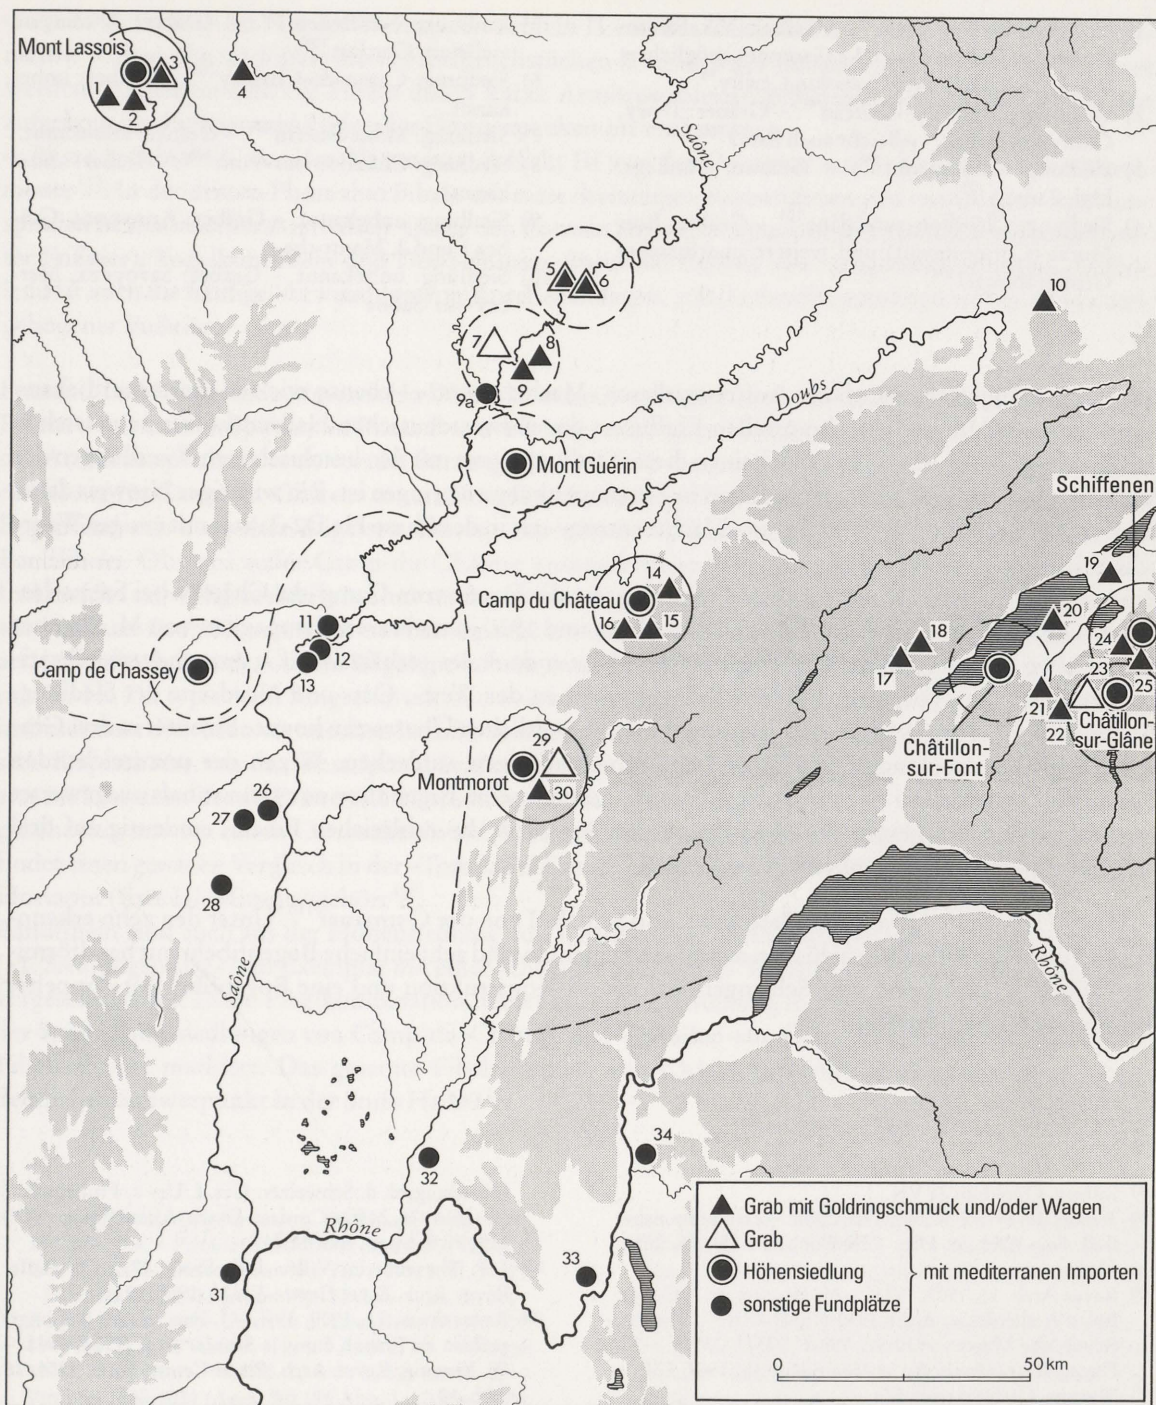 Mont Lassois
3
1
2
4
Saône
5
6
10
7
8
9
9a
Doubs
Mont Guérin
Schiffenen
14
19
Camp du Château
16
15
11
12
13
Camp de Chassey
18
17
20
24
23
25
21
22
Châtillon-
sur-Glâne
Châtillon-
sur-Font
29
Montmorot
30
26
27
28
Saône
Rhône
34
32
Rhône
33
31
Grab mit Goldringschmuck und/oder Wagen
Grab
Höhensiedlung
mit mediterranen Importen
sonstige Fundplätze
0
50 km